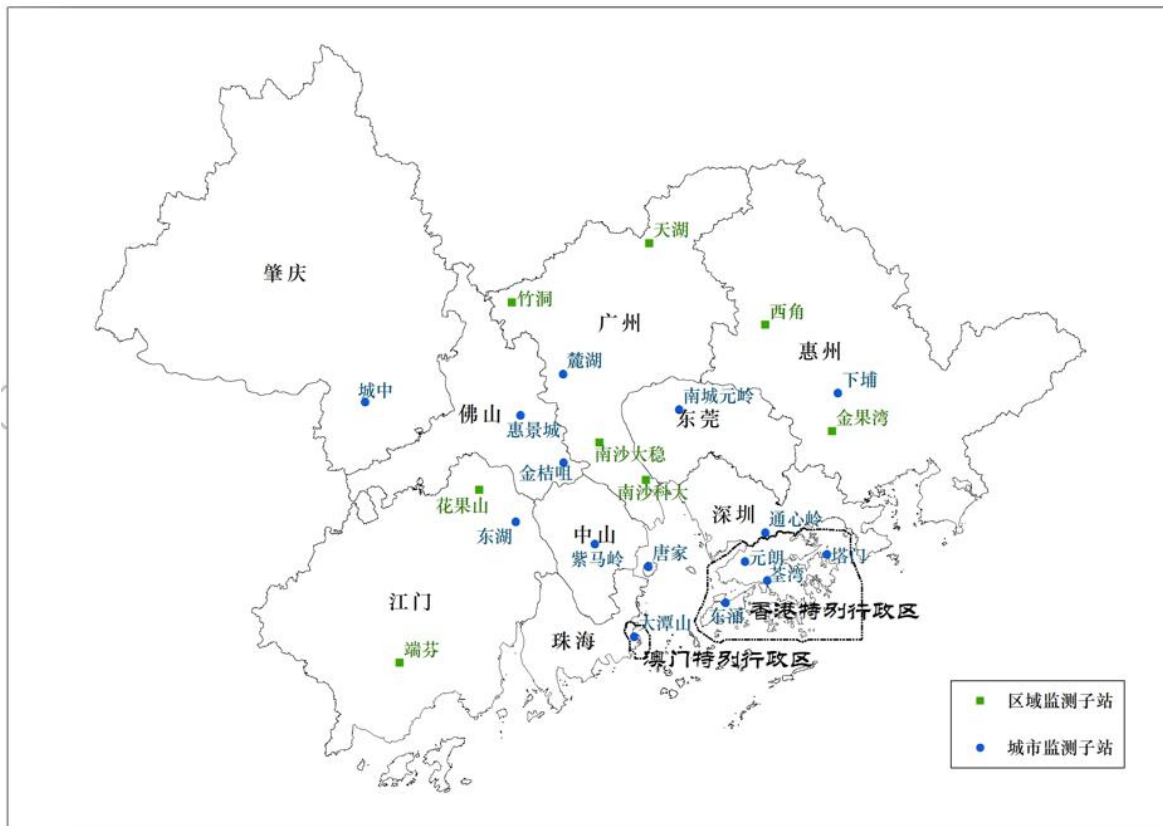 天湖
肇庆
竹洞
广州
西角
惠州
麓湖
城中
下埔
南城元岭
佛山
惠景城
东莞
金果湾
南沙大稳
金桔咀
南沙科大
花果山
深圳
通心岭
东湖
中山
紫马岭
唐家
元朗
塔门
荃湾
江门
东涌
香港特别行政区
大潭山
珠海
端芬
澳门特别行政区
区域监测子站
城市监测子站